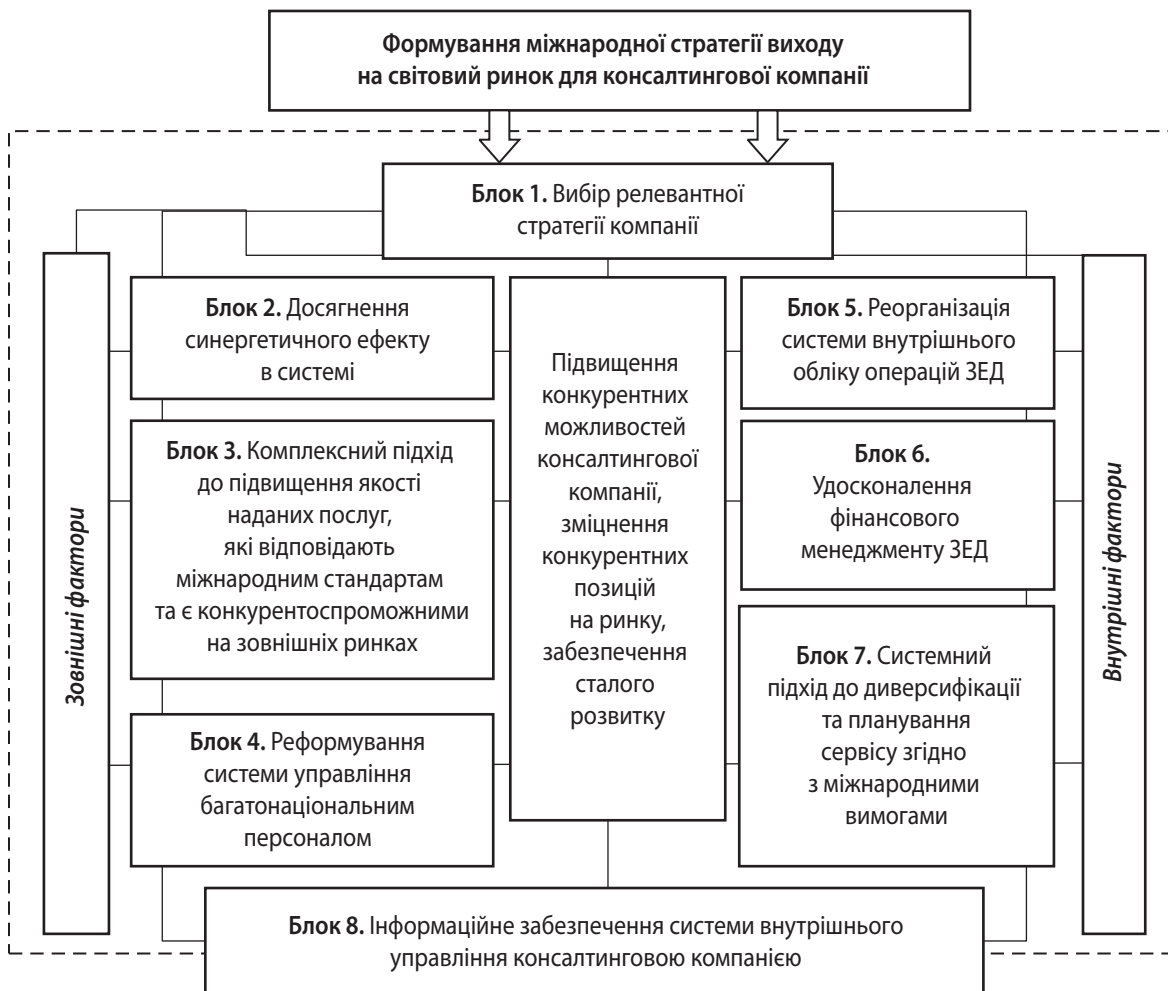 Формування міжнародної стратегії виходу
на світовий ринок для консалтингової компанії
Блок 1. Вибір релевантної
стратегії компанії
Зовнішні фактори
Блок 2. Досягнення
синергетичного ефекту
в системі
Блок 3. Комплексний підхід
до підвищення якості
наданих послуг,
які відповідають
міжнародним стандартам
та є конкурентоспроможними
на зовнішніх ринках
Блок 4. Реформування
системи управління
багатонаціональним
персоналом
Підвищення
конкурентних
можливостей
консалтингової
компанії,
зміцнення
конкурентних
позицій
на ринку,
забезпечення
сталого
розвитку
Блок 5. Реорганізація
системи внутрішнього
обліку операцій ЗЕД
Блок 6.
Удосконалення
фінансового
менеджменту ЗЕД
Блок 7. Системний
підхід до диверсифікації
та планування
сервісу згідно
з міжнародними
вимогами
Внутрішні фактори
Блок 8. Інформаційне забезпечення системи внутрішнього
управління консалтинговою компанією